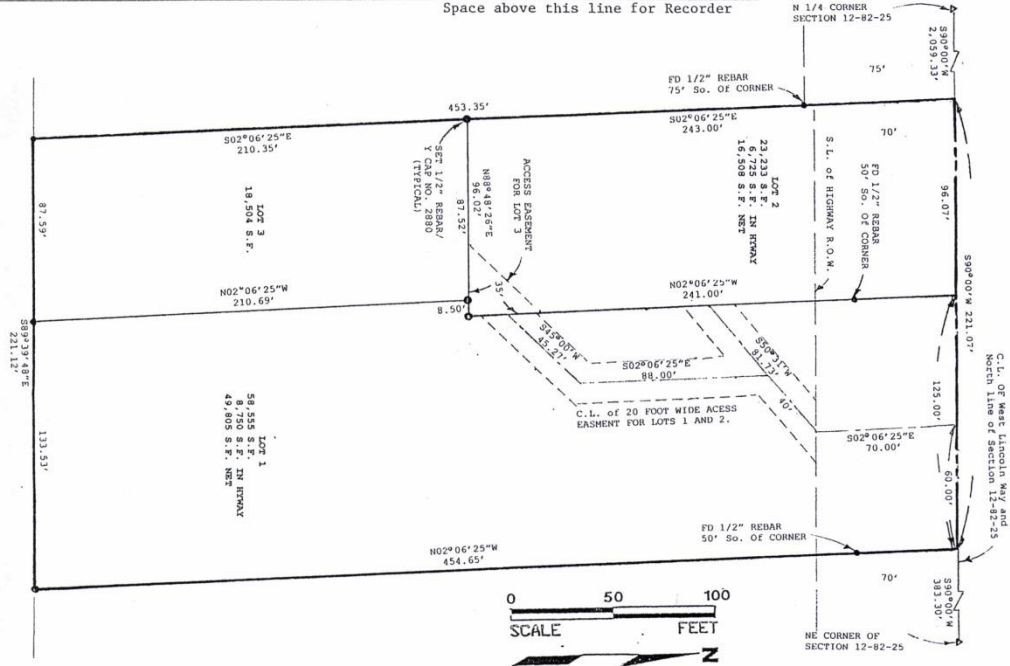 Space above this line for Recorder
N 1/4 CORNER
SECTION 12-82-25
S90°00'W
2,059.33'
75'
FD 1/2" REBAR
75' So. Of CORNER
453.35'
S02°06'25"E
243.00'
70'
S02°06'25"E
210.35'
SET 1/2" REBAR/
Y CAP NO. 2880
(TYPICAL)
N88°48'26"E
96.02'
87.52'
ACCESS EASEMENT
FOR LOT 3
LOT 2
23,233 S.F.
6,725 S.F. IN HYWAY
16,508 S.F. NET
S.L. of HIGHWAY R.O.W.
FD 1/2" REBAR
50' So. Of CORNER
96.07'
S90°00'W 221.07'
87.59'
LOT 3
18,504 S.F.
N02°06'25"W
210.69'
8.50'
35'
N02°06'25"W
241.00'
S45°00'W
45.27'
S02°06'25"E
88.00'
S50°31'W
81.73'
40'
C.L. of 20 FOOT WIDE ACESS
EASMENT FOR LOTS 1 AND 2.
S02°06'25"E
70.00'
125.00'
60.00'
C.L. OF West Lincoln Way and
North line of Section 12-82-25
S89°39'48"E
221.12'
133.53'
LOT 1
58,555 S.F.
8,750 S.F. IN HYWAY
49,805 S.F. NET
N02°06'25"W
454.65'
FD 1/2" REBAR
50' So. Of CORNER
70'
S90°00'W
383.30'
NE CORNER OF
SECTION 12-82-25
0 50 100
SCALE FEET
N